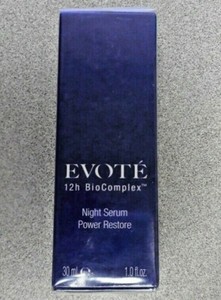 EVOTÉ
12h BioComplex™
Night Serum
Power Restore
30 ml ℮ 1.0 fl.oz.